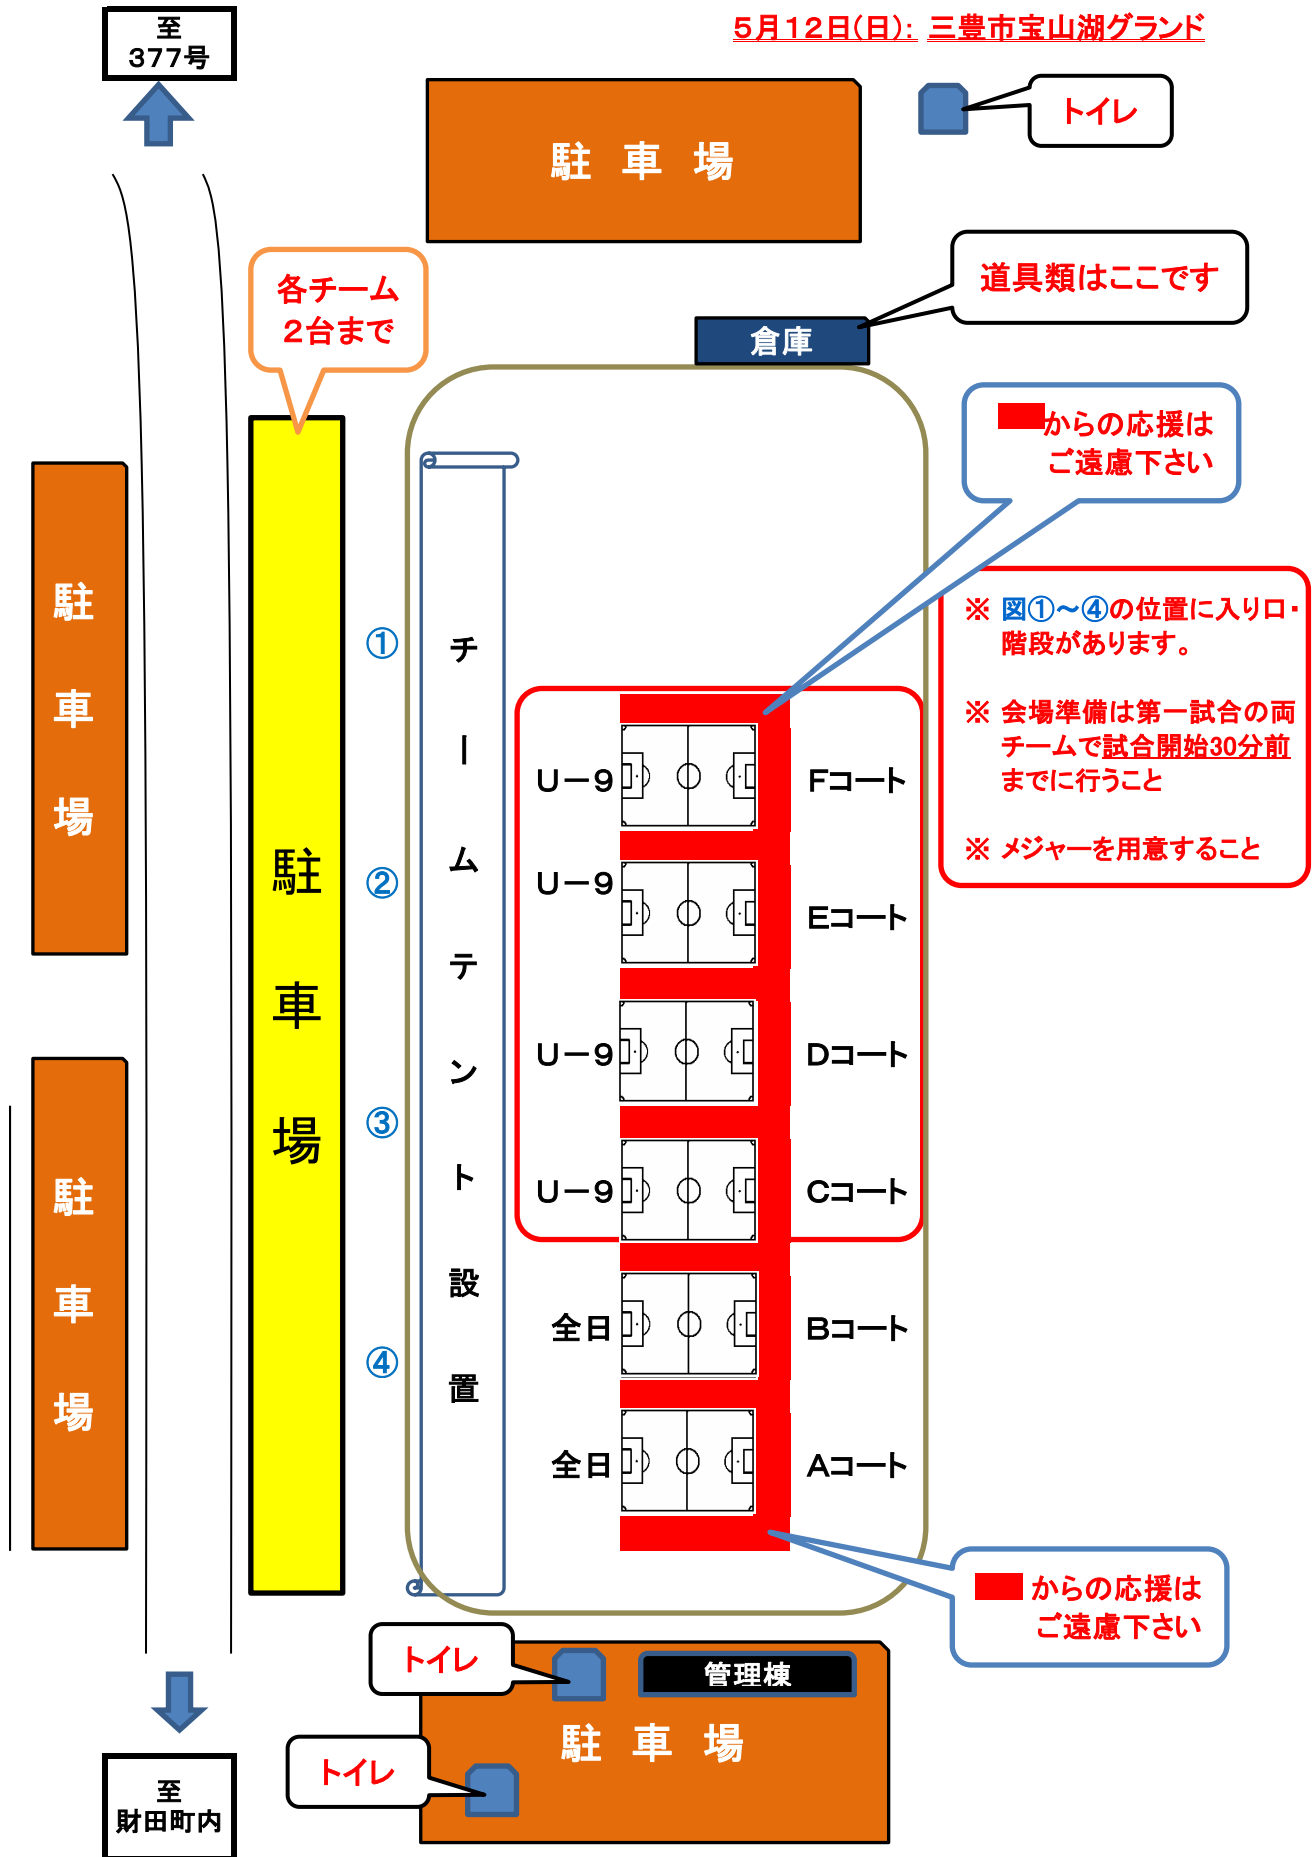 5月12日(日): 三豊市宝山湖グランド
至
377号
トイレ
駐 車 場
道具類はここです
各チーム
2台まで
倉庫
からの応援は
ご遠慮下さい
※ 図①～④の位置に入り口・
階段があります。
※ 会場準備は第一試合の両
チームで試合開始30分前
までに行うこと
※ メジャーを用意すること
駐車場
駐車場
駐車場
①
②
③
④
チームテント設置
U－9
Fコート
U－9
Eコート
U－9
Dコート
U－9
Cコート
全日
Bコート
全日
Aコート
からの応援は
ご遠慮下さい
トイレ
管理棟
駐 車 場
トイレ
至
財田町内